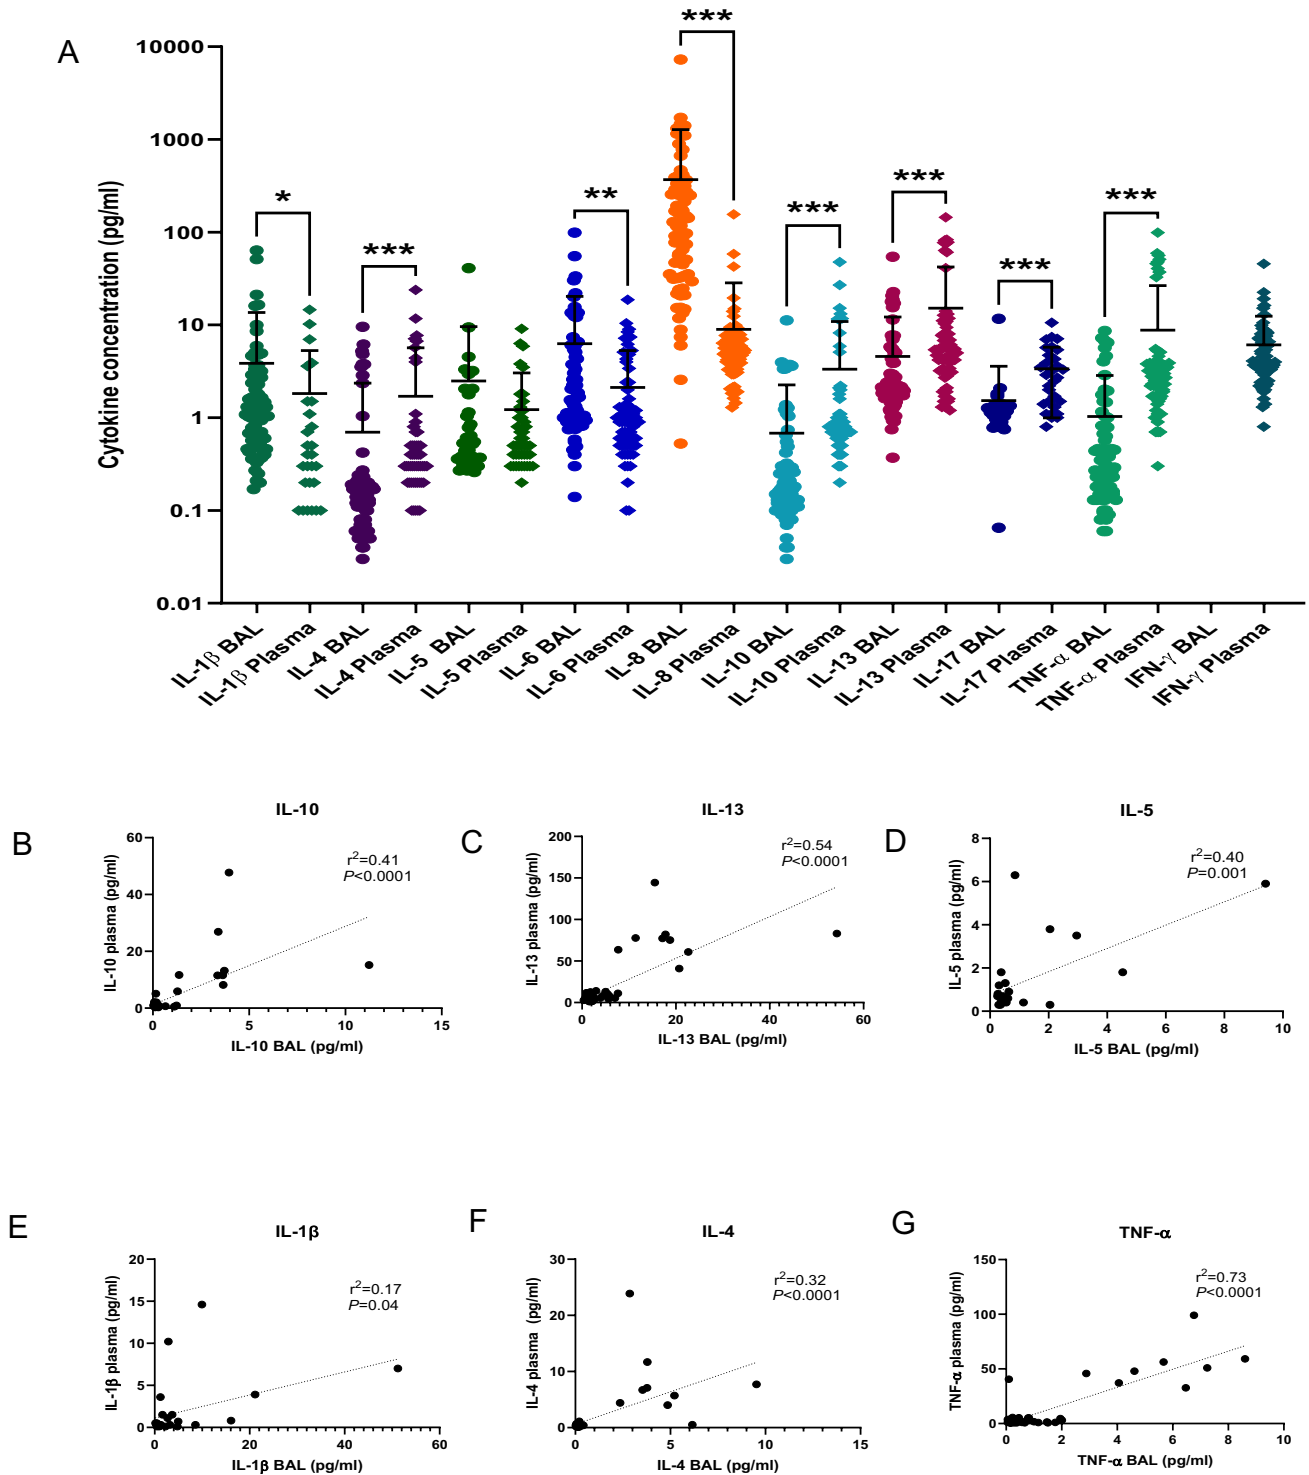 A
Cytokine concentration (pg/ml)
10000
1000
100
10
1
0.1
0.01
*
***
**
***
***
***
***
***
IL-1β BAL
IL-1β Plasma
IL-4 BAL
IL-4 Plasma
IL-5 BAL
IL-5 Plasma
IL-6 BAL
IL-6 Plasma
IL-8 BAL
IL-8 Plasma
IL-10 BAL
IL-10 Plasma
IL-13 BAL
IL-13 Plasma
IL-17 BAL
IL-17 Plasma
TNF-α BAL
TNF-α Plasma
IFN-γ BAL
IFN-γ Plasma
B
IL-10
r²=0.41
P<0.0001
IL-10 plasma (pg/ml)
60
40
20
0
0 5 10 15
IL-10 BAL (pg/ml)
C
IL-13
r²=0.54
P<0.0001
IL-13 plasma (pg/ml)
200
150
100
50
0
0 20 40 60
IL-13 BAL (pg/ml)
D
IL-5
r²=0.40
P=0.001
IL-5 plasma (pg/ml)
8
6
4
2
0
0 2 4 6 8 10
IL-5 BAL (pg/ml)
E
IL-1β
r²=0.17
P=0.04
IL-1β plasma (pg/ml)
20
15
10
5
0
0 20 40 60
IL-1β BAL (pg/ml)
F
IL-4
r²=0.32
P<0.0001
IL-4 plasma (pg/ml)
30
20
10
0
0 5 10 15
IL-4 BAL (pg/ml)
G
TNF-α
r²=0.73
P<0.0001
TNF-α plasma (pg/ml)
150
100
50
0
0 2 4 6 8 10
TNF-α BAL (pg/ml)